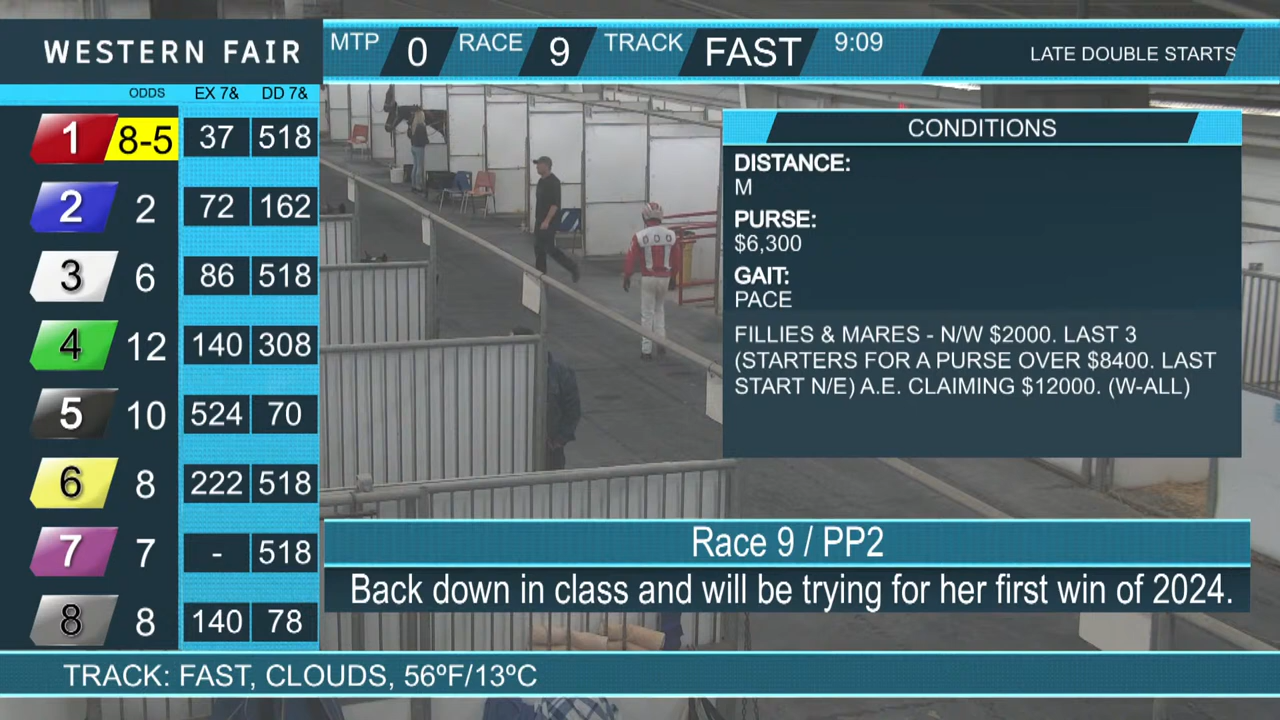 WESTERN FAIR
MTP 0 RACE 9 TRACK FAST 9:09 LATE DOUBLE STARTS
ODDS EX 7& DD 7&
1 8-5 37 518
2 2 72 162
3 6 86 518
4 12 140 308
5 10 524 70
6 8 222 518
7 7 - 518
8 8 140 78
CONDITIONS
DISTANCE:
M
PURSE:
$6,300
GAIT:
PACE
FILLIES & MARES - N/W $2000. LAST 3
(STARTERS FOR A PURSE OVER $8400. LAST
START N/E) A.E. CLAIMING $12000. (W-ALL)
Race 9 / PP2
Back down in class and will be trying for her first win of 2024.
TRACK: FAST, CLOUDS, 56ºF/13ºC